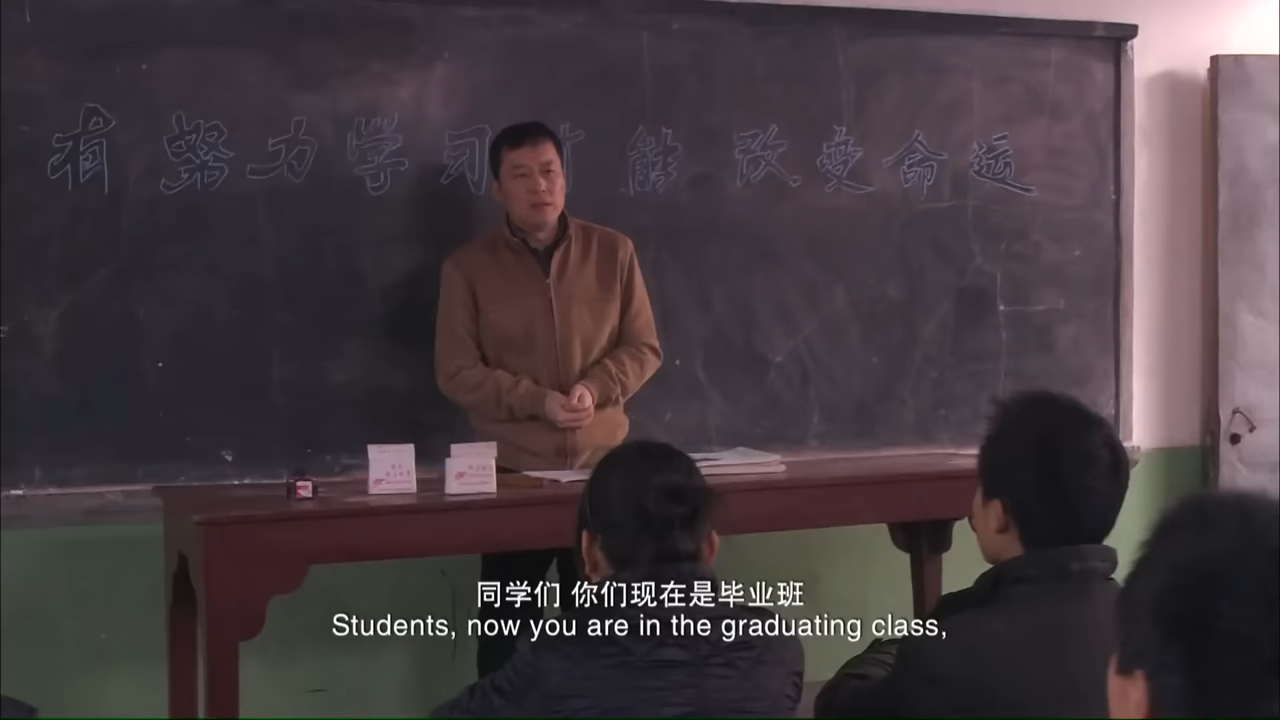 有努力学习才能改变命运
同学们 你们现在是毕业班
Students, now you are in the graduating class,